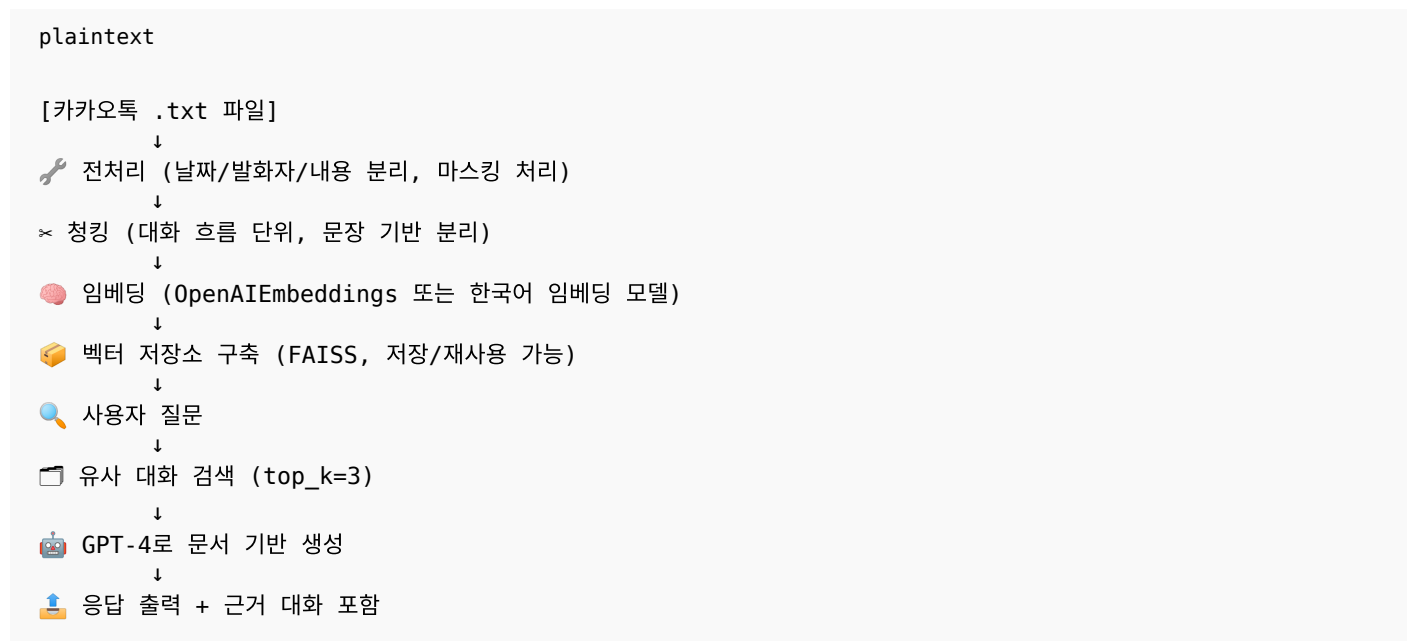 plaintext
[카카오톡 .txt 파일]
↓
🔧 전처리 (날짜/발화자/내용 분리, 마스킹 처리)
↓
✂ 청킹 (대화 흐름 단위, 문장 기반 분리)
↓
🧠 임베딩 (OpenAIEmbeddings 또는 한국어 임베딩 모델)
↓
📦 벡터 저장소 구축 (FAISS, 저장/재사용 가능)
↓
🔍 사용자 질문
↓
🗂 유사 대화 검색 (top_k=3)
↓
🤖 GPT-4로 문서 기반 생성
↓
📤 응답 출력 + 근거 대화 포함